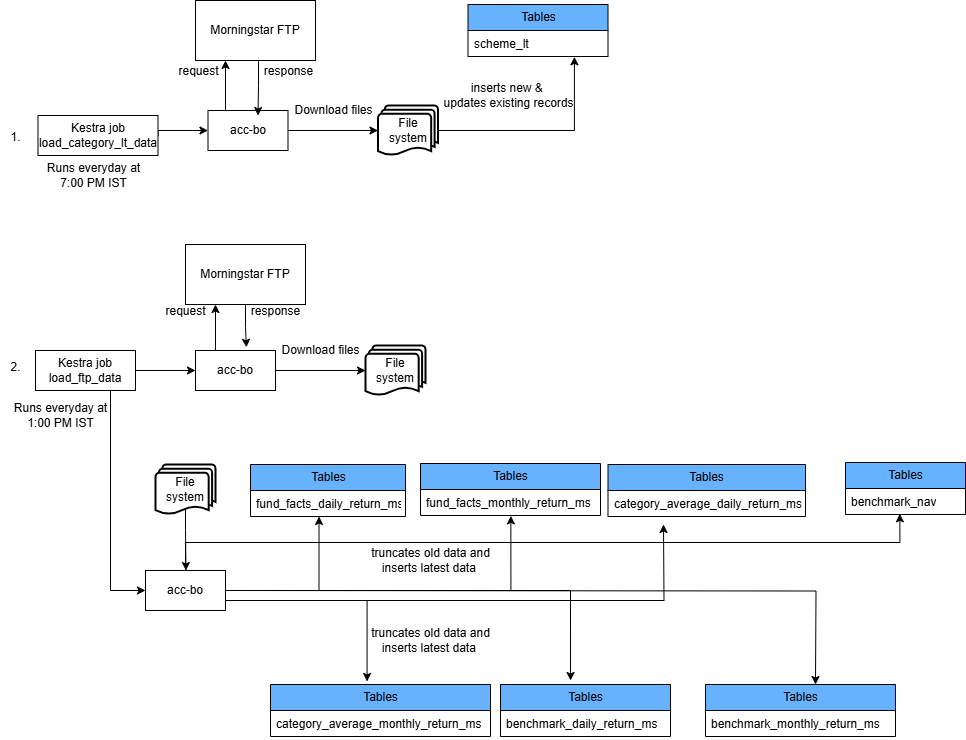 Morningstar FTP
Tables
scheme_lt
request
response
inserts new &
updates existing records
Download files
File
system
acc-bo
1.
Kestra job
load_category_lt_data
Runs everyday at
7:00 PM IST
Morningstar FTP
request
response
Download files
File
system
2.
Kestra job
load_ftp_data
acc-bo
Runs everyday at
1:00 PM IST
File
system
Tables
fund_facts_daily_return_ms
Tables
fund_facts_monthly_return_ms
Tables
category_average_daily_return_ms
Tables
benchmark_nav
truncates old data and
inserts latest data
acc-bo
truncates old data and
inserts latest data
Tables
category_average_monthly_return_ms
Tables
benchmark_daily_return_ms
Tables
benchmark_monthly_return_ms